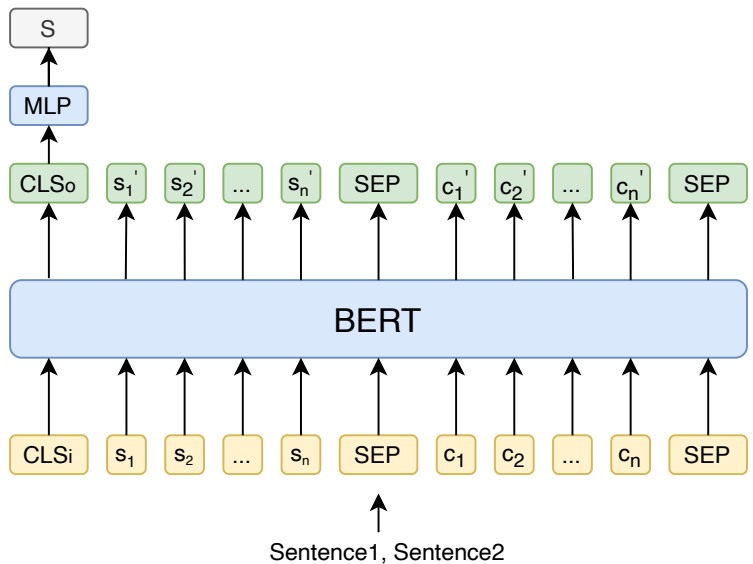 S
MLP
CLSo s1' s2' ... sn' SEP c1' c2' ... cn' SEP
BERT
CLSi s1 s2 ... sn SEP c1 c2 ... cn SEP
Sentence1, Sentence2